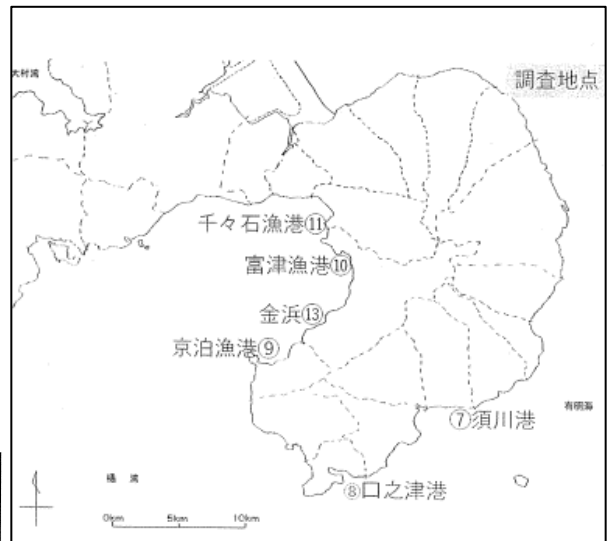 大村湾
調査地点
千々石漁港⑪
富津漁港⑩
金浜⑬
京泊漁港⑨
有明海
⑦須川港
橘 湾
⑧口之津港
0km 5km 10km